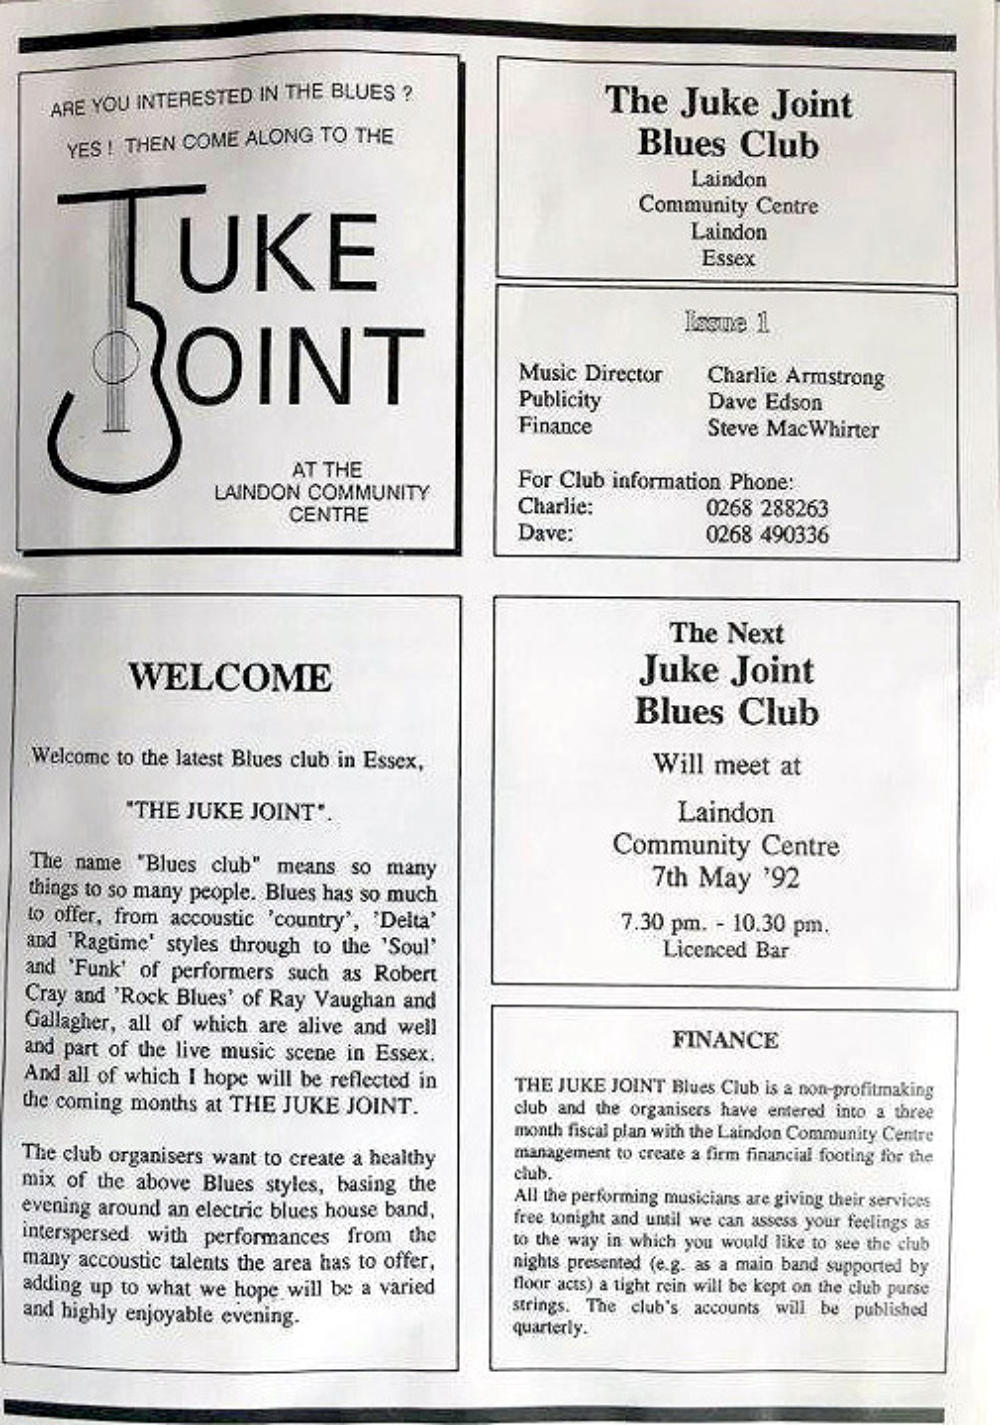 ARE YOU INTERESTED IN THE BLUES ?
YES ! THEN COME ALONG TO THE
JUKE
JOINT
AT THE
LAINDON COMMUNITY
CENTRE
The Juke Joint
Blues Club
Laindon
Community Centre
Laindon
Essex
Issue 1
Music Director Charlie Armstrong
Publicity Dave Edson
Finance Steve MacWhirter
For Club information Phone:
Charlie: 0268 288263
Dave: 0268 490336
WELCOME
Welcome to the latest Blues club in Essex,
"THE JUKE JOINT".
The name "Blues club" means so many
things to so many people. Blues has so much
to offer, from accoustic 'country', 'Delta'
and 'Ragtime' styles through to the 'Soul'
and 'Funk' of performers such as Robert
Cray and 'Rock Blues' of Ray Vaughan and
Gallagher, all of which are alive and well
and part of the live music scene in Essex.
And all of which I hope will be reflected in
the coming months at THE JUKE JOINT.
The club organisers want to create a healthy
mix of the above Blues styles, basing the
evening around an electric blues house band,
interspersed with performances from the
many accoustic talents the area has to offer,
adding up to what we hope will be a varied
and highly enjoyable evening.
The Next
Juke Joint
Blues Club
Will meet at
Laindon
Community Centre
7th May '92
7.30 pm. - 10.30 pm.
Licenced Bar
FINANCE
THE JUKE JOINT Blues Club is a non-profitmaking
club and the organisers have entered into a three
month fiscal plan with the Laindon Community Centre
management to create a firm financial footing for the
club.
All the performing musicians are giving their services
free tonight and until we can assess your feelings as
to the way in which you would like to see the club
nights presented (e.g. as a main band supported by
floor acts) a tight rein will be kept on the club purse
strings. The club's accounts will be published
quarterly.